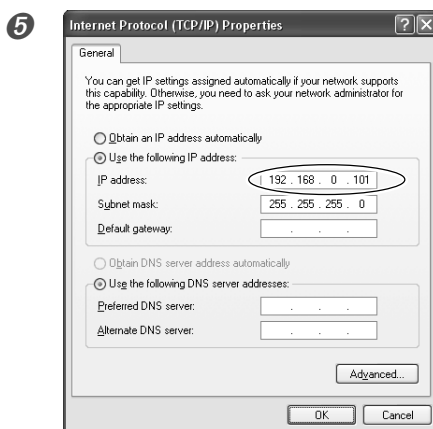 5
Internet Protocol (TCP/IP) Properties
General
You can get IP settings assigned automatically if your network supports
this capability. Otherwise, you need to ask your network administrator for
the appropriate IP settings.
Obtain an IP address automatically
Use the following IP address:
IP address: 192 . 168 . 0 . 101
Subnet mask: 255 . 255 . 255 . 0
Default gateway: . . .
Obtain DNS server address automatically
Use the following DNS server addresses:
Preferred DNS server: . . .
Alternate DNS server: . . .
Advanced...
OK Cancel